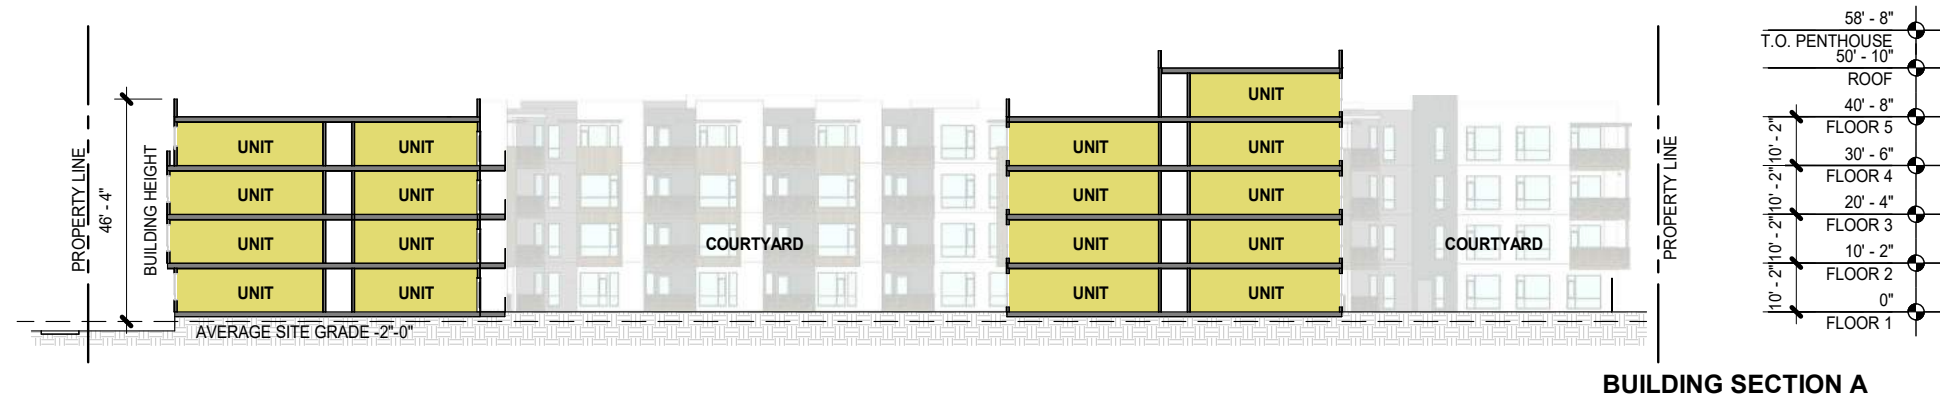 58' - 8"
T.O. PENTHOUSE
50' - 10"
ROOF
40' - 8"
FLOOR 5
10' - 2"
30' - 6"
FLOOR 4
10' - 2"
20' - 4"
FLOOR 3
10' - 2"
10' - 2"
FLOOR 2
10' - 2"
0"
FLOOR 1
PROPERTY LINE
46' - 4"
BUILDING HEIGHT
UNIT
UNIT UNIT UNIT UNIT
UNIT UNIT UNIT UNIT
UNIT UNIT COURTYARD UNIT UNIT COURTYARD
UNIT UNIT UNIT UNIT
PROPERTY LINE
AVERAGE SITE GRADE -2"-0"
BUILDING SECTION A